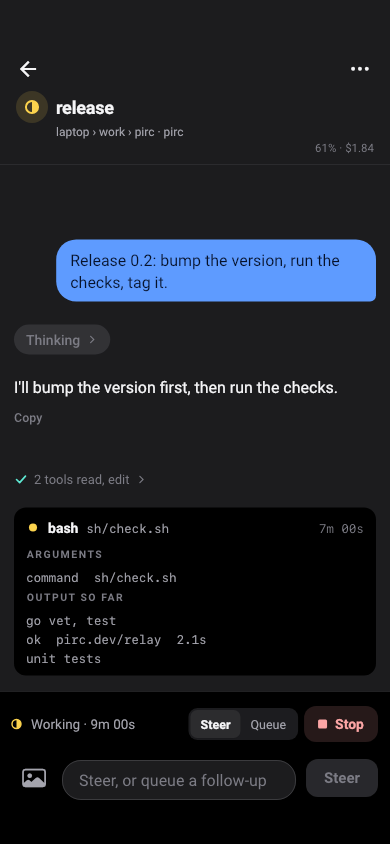 release
laptop › work › pirc · pirc
61% · $1.84
Release 0.2: bump the version, run the
checks, tag it.
Thinking
I'll bump the version first, then run the checks.
Copy
2 tools read, edit
bash sh/check.sh 7m 00s
ARGUMENTS
command sh/check.sh
OUTPUT SO FAR
go vet, test
ok pirc.dev/relay 2.1s
unit tests
Working · 9m 00s Steer Queue Stop
Steer, or queue a follow-up Steer